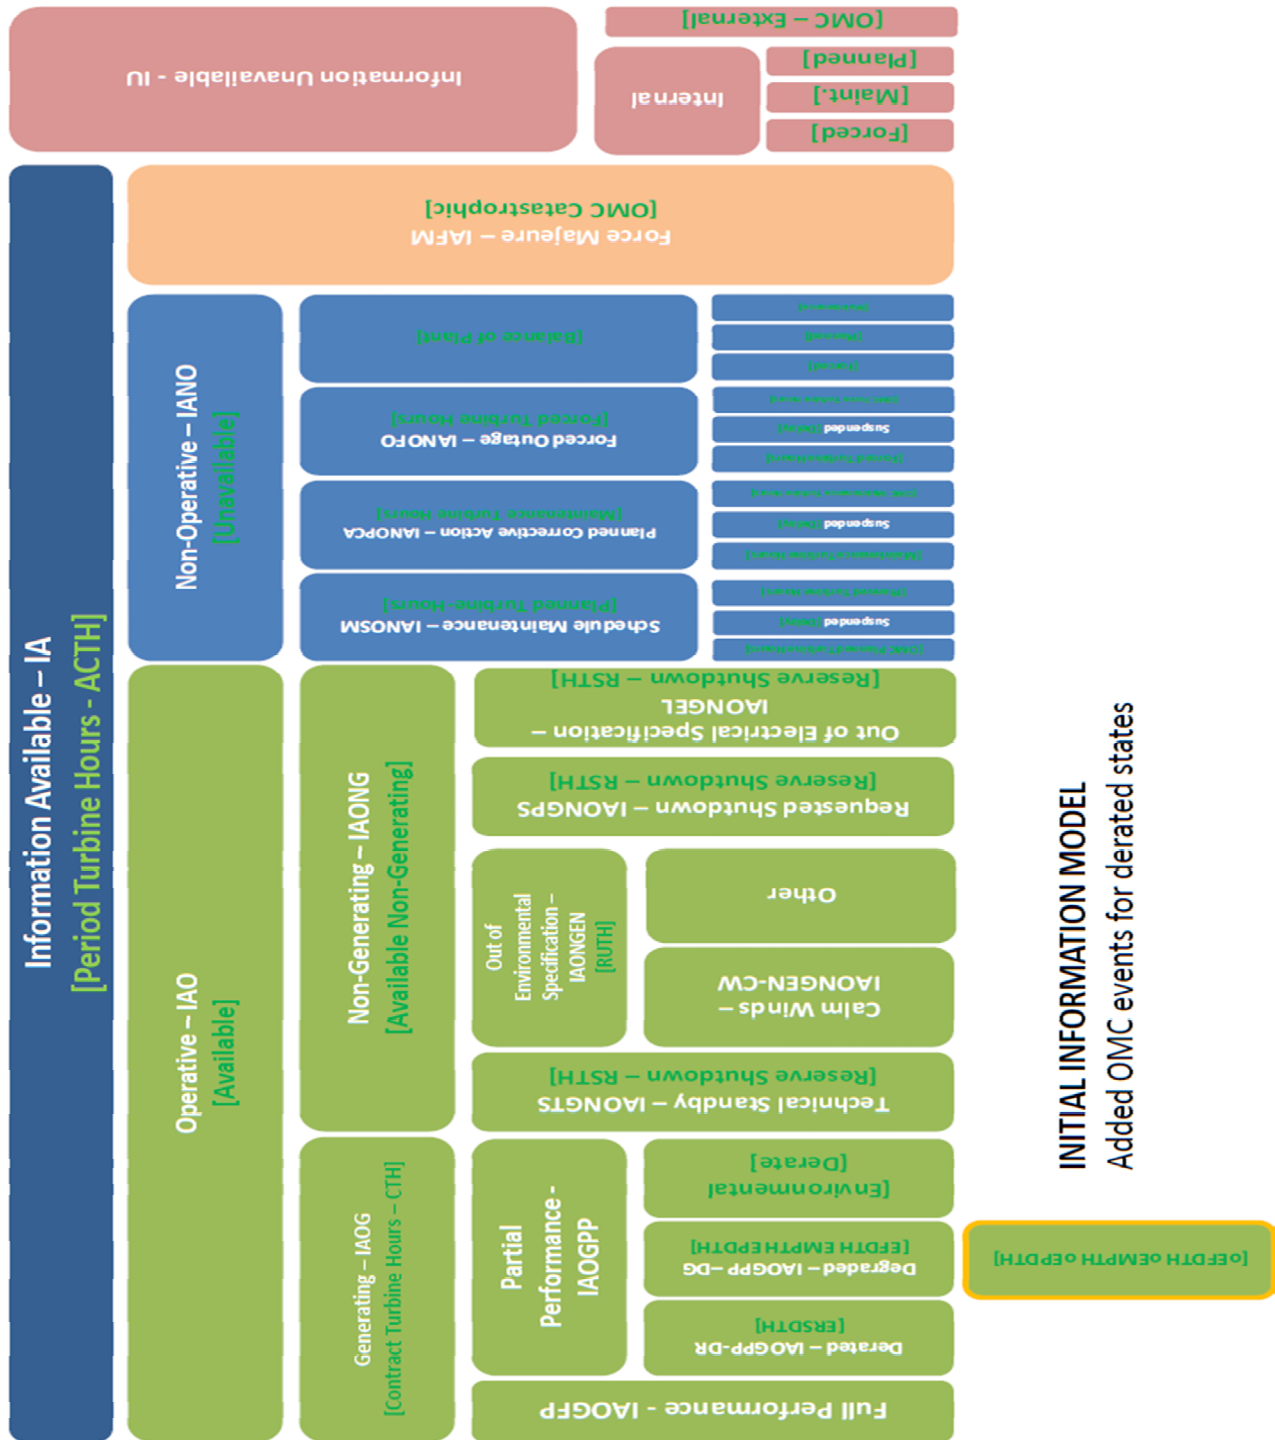 Information Available – IA
[Period Turbine Hours - ACTH]
Operative – IAO
[Available]
Non-Operative – IANO
[Unavailable]
Force Majeure – IAFM
[OMC Catastrophic]
Information Unavailable - IU
Generating – IAOG
[Contract Turbine Hours – CTH]
Non-Generating – IAONG
[Available Non-Generating]
Schedule Maintenance – IANOSM
[Planned Turbine-Hours]
Planned Corrective Action – IANOPCA
[Maintenance Turbine Hours]
Forced Outage – IANOFO
[Forced Turbine Hours]
[Balance of Plant]
Internal
[Forced]
[Maint.]
[Planned]
[OMC – External]
Full Performance - IAOGFP
Partial
Performance -
IAOGPP
Derated – IAOGPP-DR
[ERSDTH]
Degraded – IAOGPP –DG
[EFDTH EMPTH EPDTH]
[Environmental
Derate]
Technical Standby – IAONGTS
[Reserve Shutdown – RSTH]
Out of
Environmental
Specification –
IAONGEN
[RUTH]
Calm Winds –
IAONGEN-CW
Other
Requested Shutdown – IAONGPS
[Reserve Shutdown – RSTH]
Out of Electrical Specification –
IAONGEL
[Reserve Shutdown – RSTH]
Suspended
Suspended
Suspended
[oEFDTH oEMPTH oEPDTH]
INITIAL INFORMATION MODEL
Added OMC events for derated states